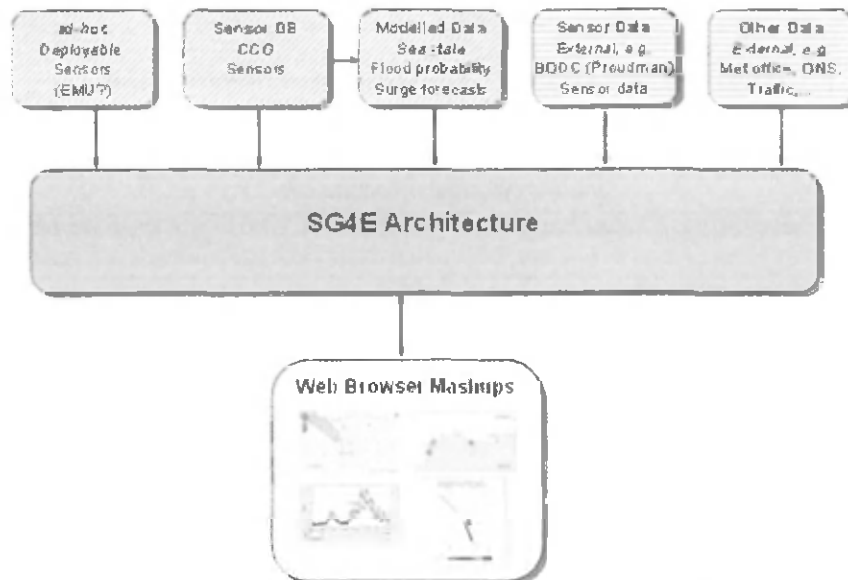 ad-hoc
Deployable
Sensors
(EMU?)
Sensor DB
CCO
Sensors
Modelled Data
Sea state
Flood probability
Surge forecasts
Sensor Data
External, e.g.
BODC (Proudman)
Sensor data
Other Data
External, e.g
Met office, ONS,
Traffic,...
SG4E Architecture
Web Browser Mashups